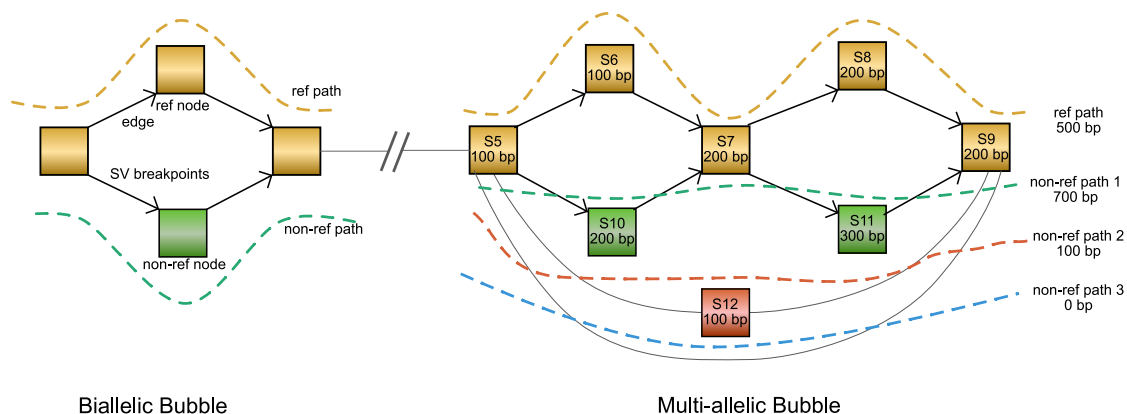 ref node
ref path
edge
SV breakpoints
non-ref path
non-ref node
Biallelic Bubble
S6
100 bp
S8
200 bp
S5
100 bp
S7
200 bp
S9
200 bp
S10
200 bp
S11
300 bp
S12
100 bp
ref path
500 bp
non-ref path 1
700 bp
non-ref path 2
100 bp
non-ref path 3
0 bp
Multi-allelic Bubble